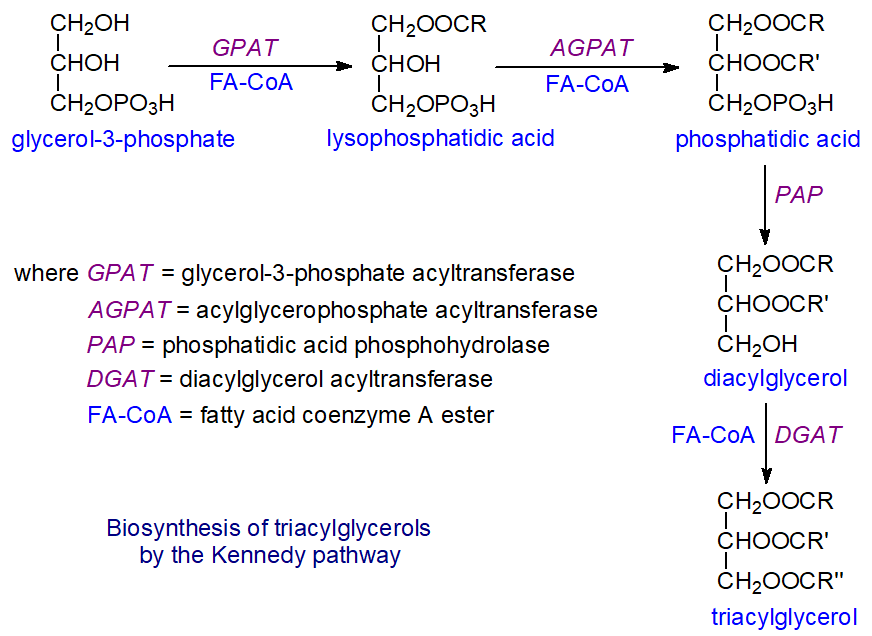 CH₂OH
CHOH
CH₂OPO₃H
glycerol-3-phosphate
GPAT
FA-CoA
CH₂OOCR
CHOH
CH₂OPO₃H
lysophosphatidic acid
AGPAT
FA-CoA
CH₂OOCR
CHOOCR'
CH₂OPO₃H
phosphatidic acid
PAP
CH₂OOCR
CHOOCR'
CH₂OH
diacylglycerol
FA-CoA DGAT
CH₂OOCR
CHOOCR'
CH₂OOCR"
triacylglycerol
where GPAT = glycerol-3-phosphate acyltransferase
AGPAT = acylglycerophosphate acyltransferase
PAP = phosphatidic acid phosphohydrolase
DGAT = diacylglycerol acyltransferase
FA-CoA = fatty acid coenzyme A ester
Biosynthesis of triacylglycerols
by the Kennedy pathway